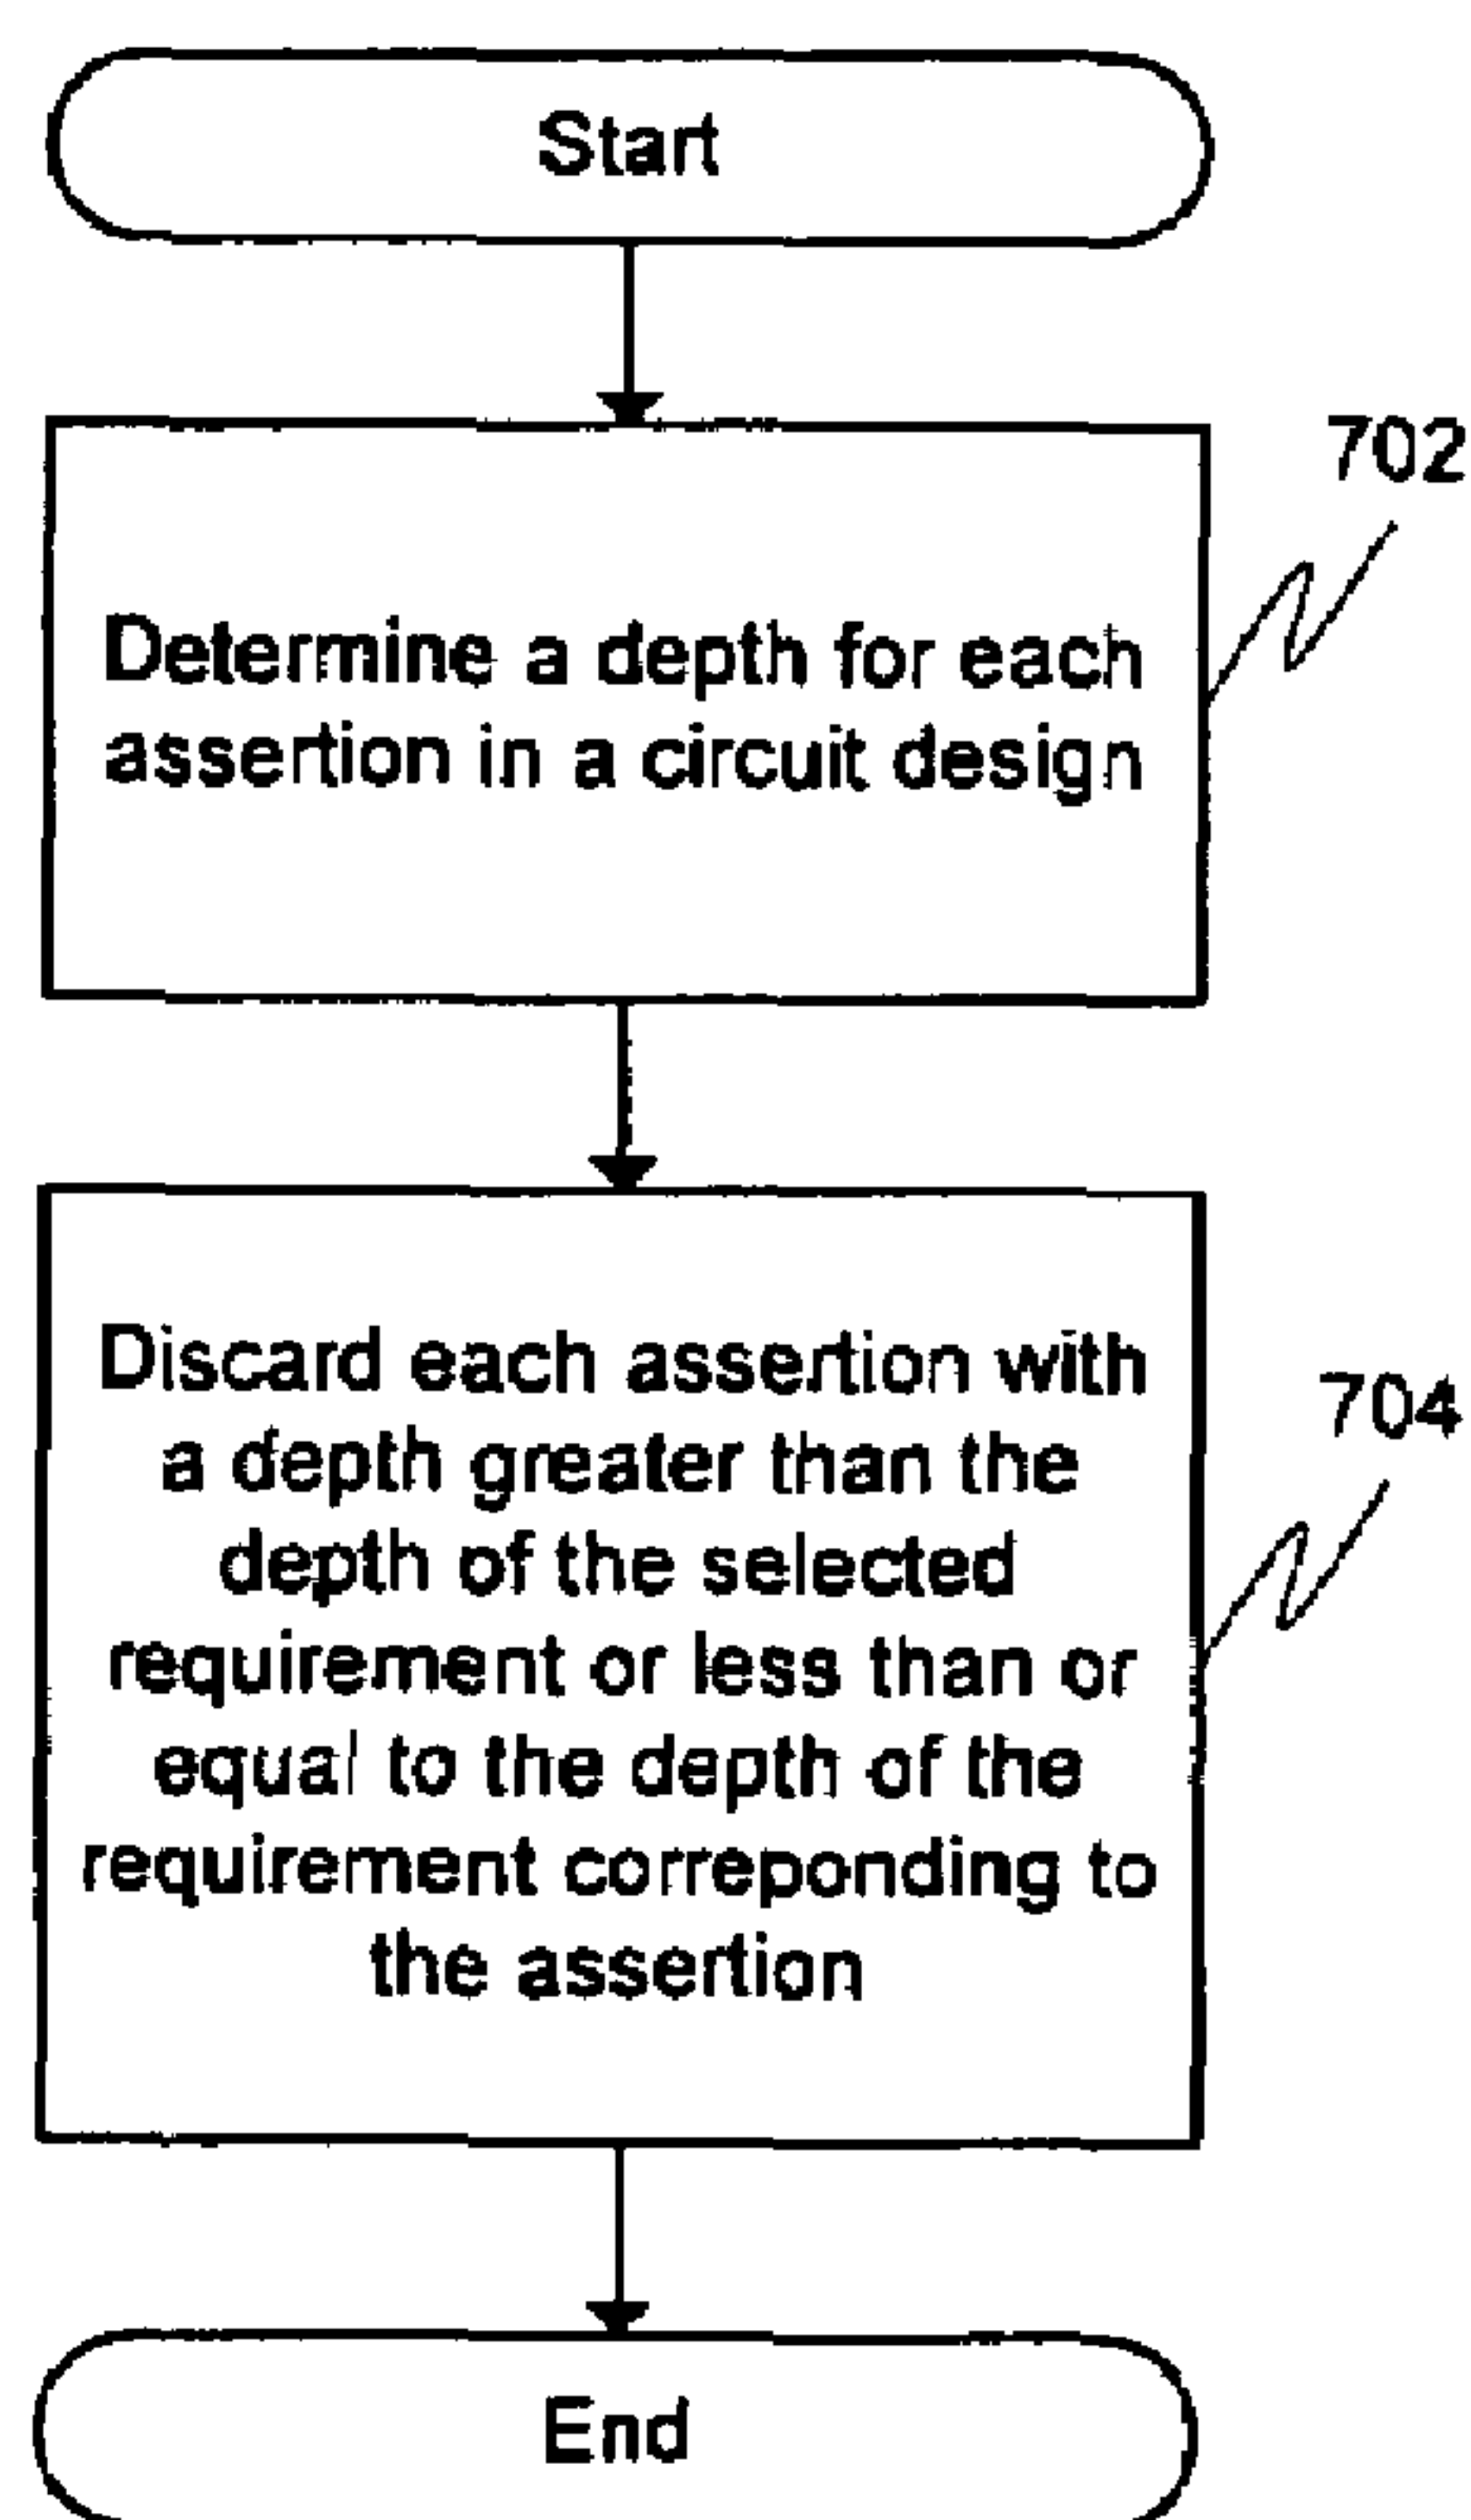 Start
702
Determine a depth for each
assertion in a circuit design
Discard each assertion with
704
a depth greater than the
depth of the selected
requirement or less than or
equal to the depth of the
requirement correponding to
the assertion
End